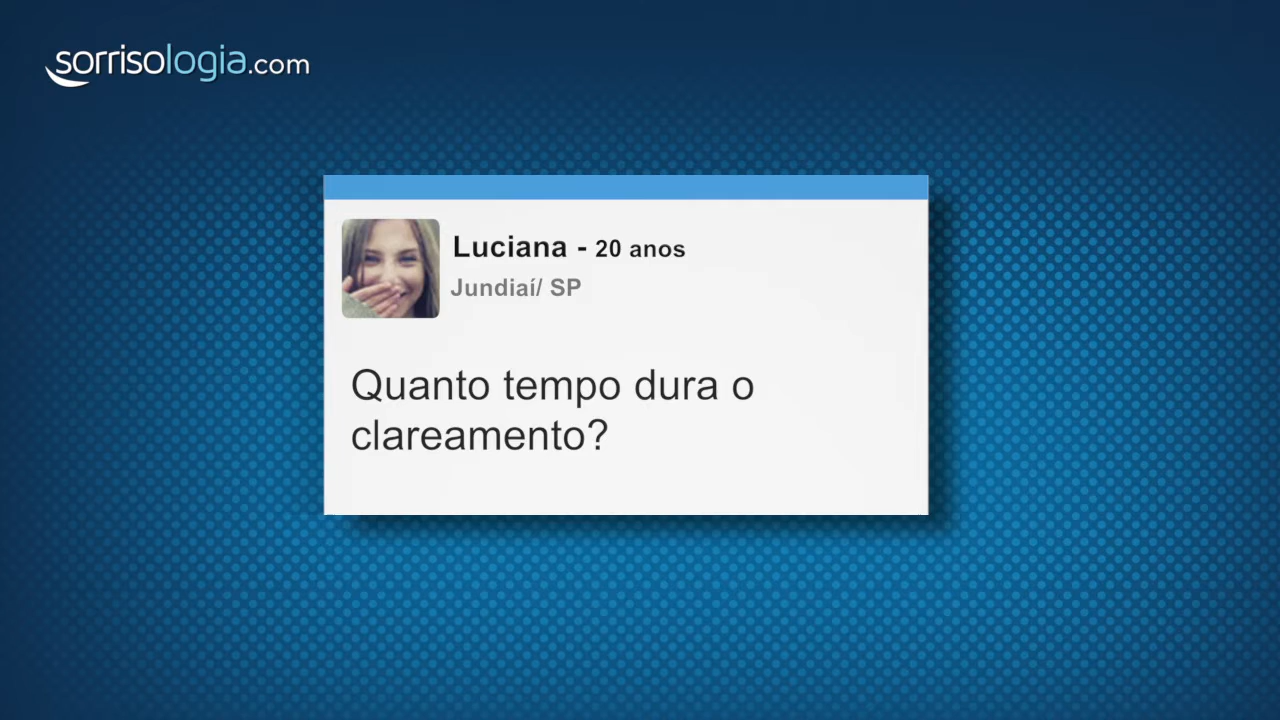 sorrisologia.com
Luciana - 20 anos
Jundiaí/ SP
Quanto tempo dura o
clareamento?